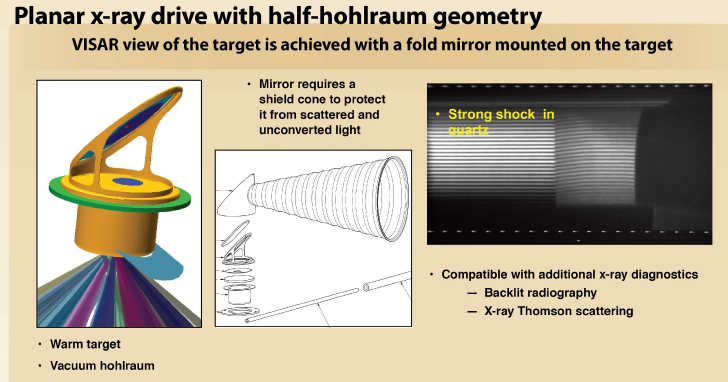 Planar x-ray drive with half-hohlraum geometry
VISAR view of the target is achieved with a fold mirror mounted on the target
• Mirror requires a
shield cone to protect
it from scattered and
unconverted light
• Strong shock in
quartz
• Compatible with additional x-ray diagnostics
— Backlit radiography
— X-ray Thomson scattering
• Warm target
• Vacuum hohlraum